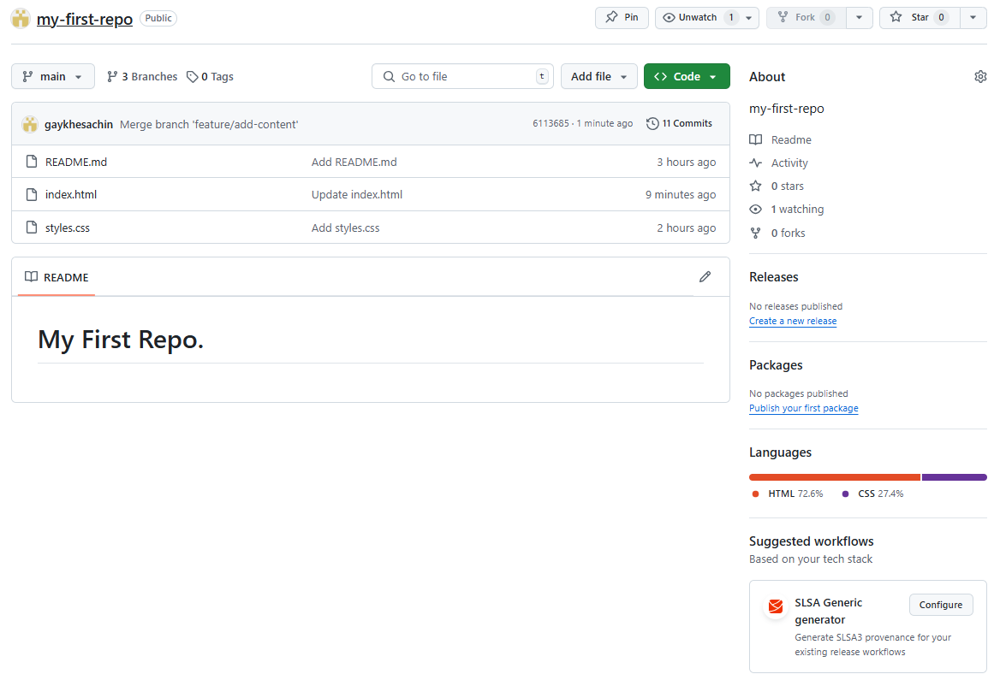 my-first-repo Public Pin Unwatch 1 Fork 0 Star 0
main 3 Branches 0 Tags Go to file t Add file Code
gaykhesachin Merge branch 'feature/add-content' 6113685 · 1 minute ago 11 Commits
README.md Add README.md 3 hours ago
index.html Update index.html 9 minutes ago
styles.css Add styles.css 2 hours ago
README
My First Repo.
About
my-first-repo
Readme
Activity
0 stars
1 watching
0 forks
Releases
No releases published
Create a new release
Packages
No packages published
Publish your first package
Languages
HTML 72.6% CSS 27.4%
Suggested workflows
Based on your tech stack
SLSA Generic
generator
Configure
Generate SLSA3 provenance for your
existing release workflows